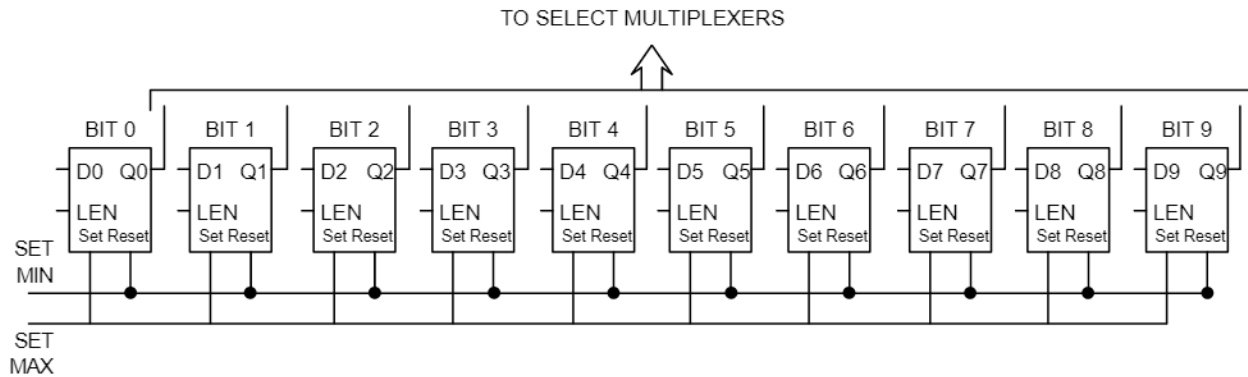 TO SELECT MULTIPLEXERS
BIT 0 BIT 1 BIT 2 BIT 3 BIT 4 BIT 5 BIT 6 BIT 7 BIT 8 BIT 9
D0 Q0 D1 Q1 D2 Q2 D3 Q3 D4 Q4 D5 Q5 D6 Q6 D7 Q7 D8 Q8 D9 Q9
LEN LEN LEN LEN LEN LEN LEN LEN LEN LEN
Set Reset Set Reset Set Reset Set Reset Set Reset Set Reset Set Reset Set Reset Set Reset Set Reset
SET
MIN
SET
MAX